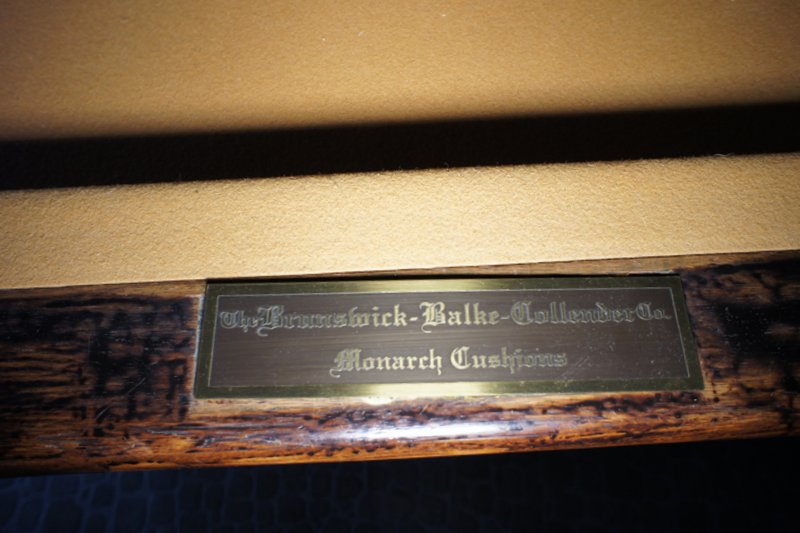 The Brunswick-Balke-Collender Co.
Monarch Cushions